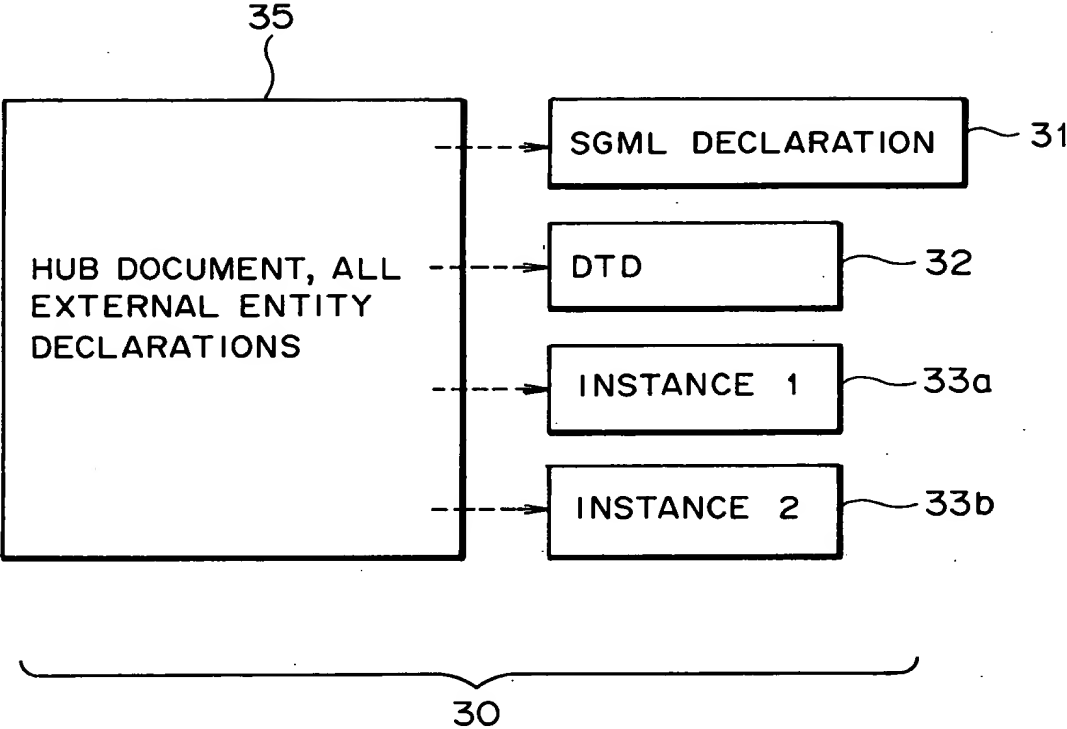 35
SGML DECLARATION
31
HUB DOCUMENT, ALL
EXTERNAL ENTITY
DECLARATIONS
DTD
32
INSTANCE 1
33a
INSTANCE 2
33b
30